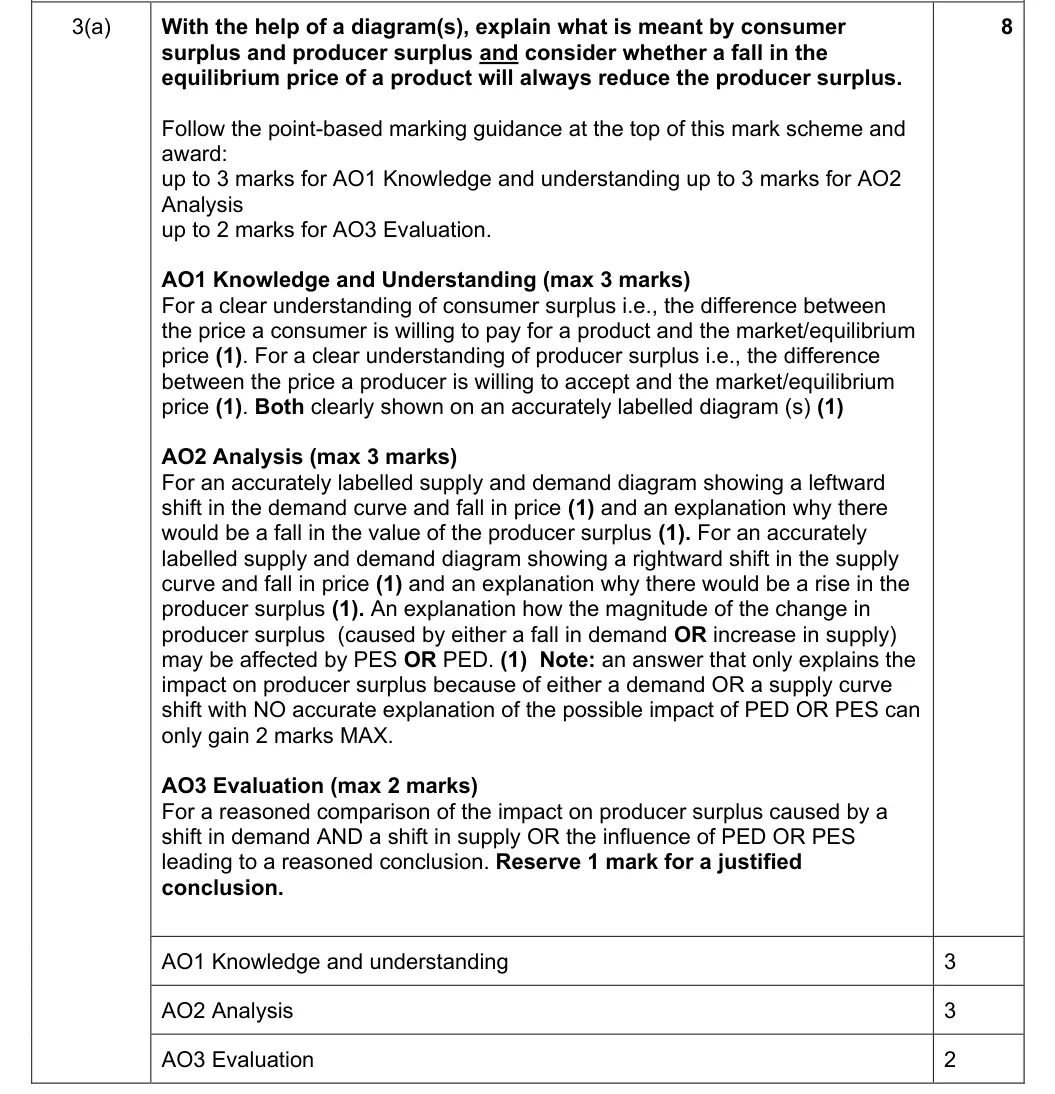 3(a)
With the help of a diagram(s), explain what is meant by consumer
surplus and producer surplus and consider whether a fall in the
equilibrium price of a product will always reduce the producer surplus.
8
Follow the point-based marking guidance at the top of this mark scheme and
award:
up to 3 marks for AO1 Knowledge and understanding up to 3 marks for AO2
Analysis
up to 2 marks for AO3 Evaluation.
AO1 Knowledge and Understanding (max 3 marks)
For a clear understanding of consumer surplus i.e., the difference between
the price a consumer is willing to pay for a product and the market/equilibrium
price (1). For a clear understanding of producer surplus i.e., the difference
between the price a producer is willing to accept and the market/equilibrium
price (1). Both clearly shown on an accurately labelled diagram (s) (1)
AO2 Analysis (max 3 marks)
For an accurately labelled supply and demand diagram showing a leftward
shift in the demand curve and fall in price (1) and an explanation why there
would be a fall in the value of the producer surplus (1). For an accurately
labelled supply and demand diagram showing a rightward shift in the supply
curve and fall in price (1) and an explanation why there would be a rise in the
producer surplus (1). An explanation how the magnitude of the change in
producer surplus (caused by either a fall in demand OR increase in supply)
may be affected by PES OR PED. (1) Note: an answer that only explains the
impact on producer surplus because of either a demand OR a supply curve
shift with NO accurate explanation of the possible impact of PED OR PES can
only gain 2 marks MAX.
AO3 Evaluation (max 2 marks)
For a reasoned comparison of the impact on producer surplus caused by a
shift in demand AND a shift in supply OR the influence of PED OR PES
leading to a reasoned conclusion. Reserve 1 mark for a justified
conclusion.
AO1 Knowledge and understanding 3
AO2 Analysis 3
AO3 Evaluation 2